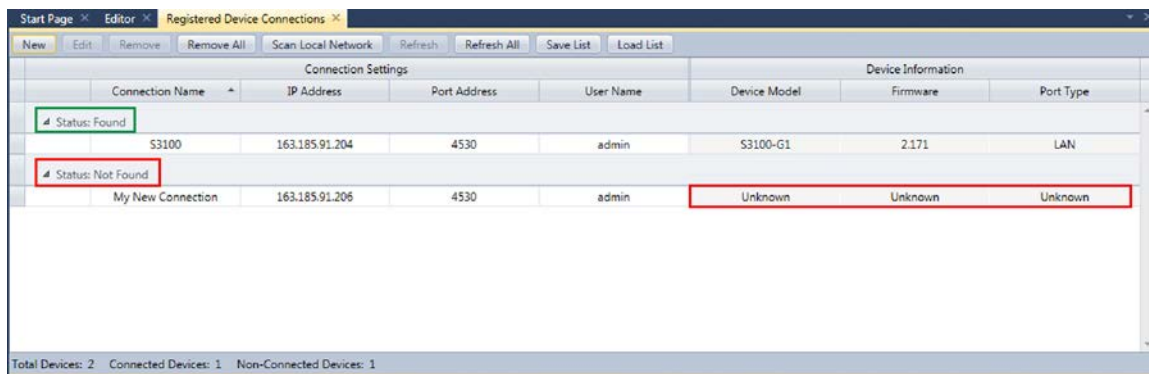 Start Page Editor Registered Device Connections
New Edit Remove Remove All Scan Local Network Refresh Refresh All Save List Load List
Connection Settings Device Information
Connection Name IP Address Port Address User Name Device Model Firmware Port Type
Status: Found
S3100 163.185.91.204 4530 admin S3100-G1 2.171 LAN
Status: Not Found
My New Connection 163.185.91.206 4530 admin Unknown Unknown Unknown
Total Devices: 2 Connected Devices: 1 Non-Connected Devices: 1